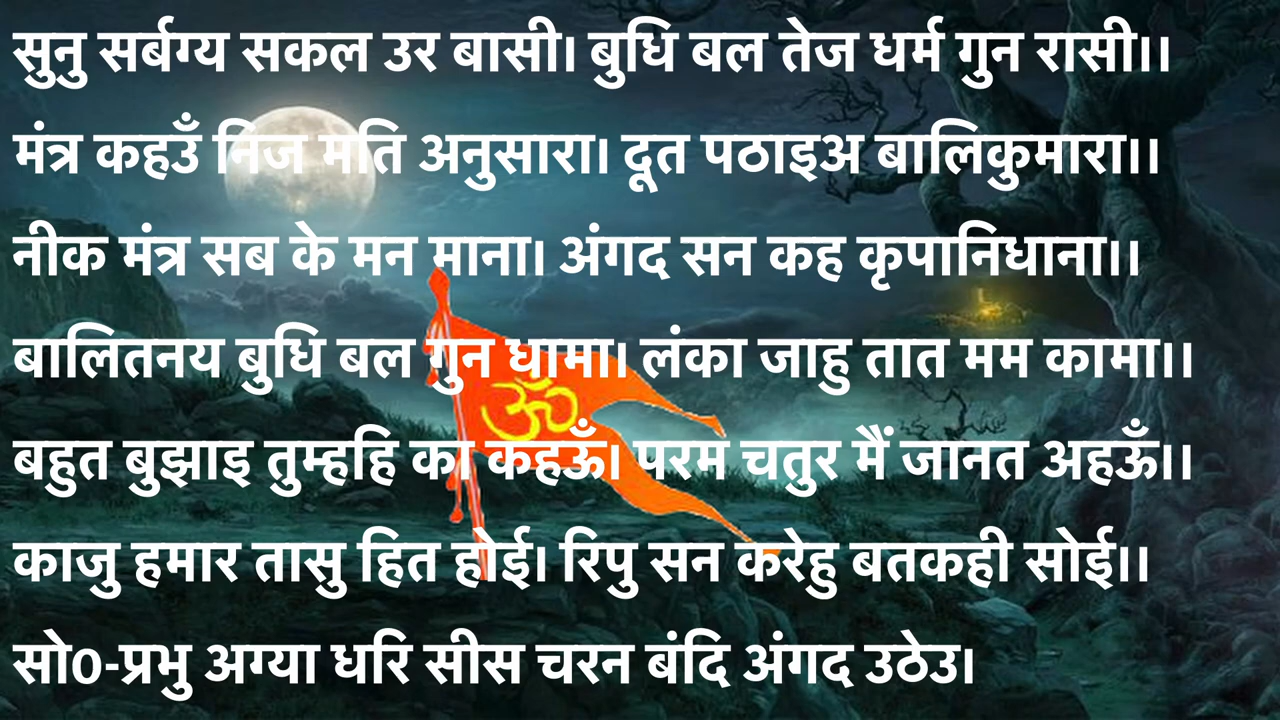 सुनु सर्बग्य सकल उर बासी। बुधि बल तेज धर्म गुन रासी।।
मंत्र कहउँ निज मति अनुसारा। दूत पठाइअ बालिकुमारा।।
नीक मंत्र सब के मन माना। अंगद सन कह कृपानिधाना।।
बालितनय बुधि बल गुन धामा। लंका जाहु तात मम कामा।।
बहुत बुझाइ तुम्हहि का कहऊँ। परम चतुर मैं जानत अहऊँ।।
काजु हमार तासु हित होई। रिपु सन करेहु बतकही सोई।।
सो0-प्रभु अग्या धरि सीस चरन बंदि अंगद उठेउ।
ॐ